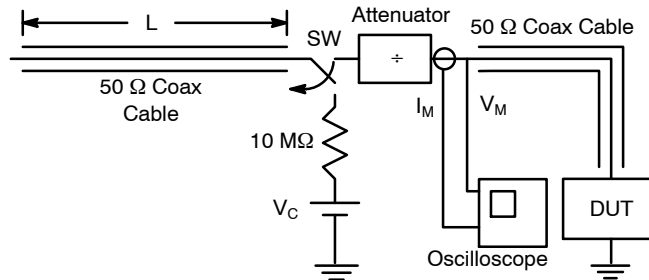 L
SW
Attenuator
÷
50 Ω Coax Cable
50 Ω Coax
Cable
I_M
V_M
10 MΩ
V_C
DUT
Oscilloscope